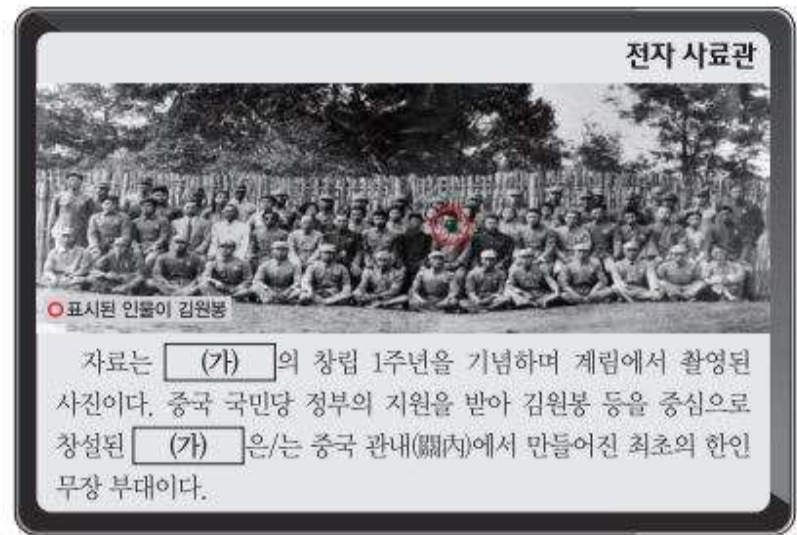 전자 사료관
○표시된 인물이 김원봉
자료는 (가) 의 창립 1주년을 기념하며 계림에서 촬영된
사진이다. 중국 국민당 정부의 지원을 받아 김원봉 등을 중심으로
창설된 (가) 은/는 중국 관내(關內)에서 만들어진 최초의 한인
무장 부대이다.